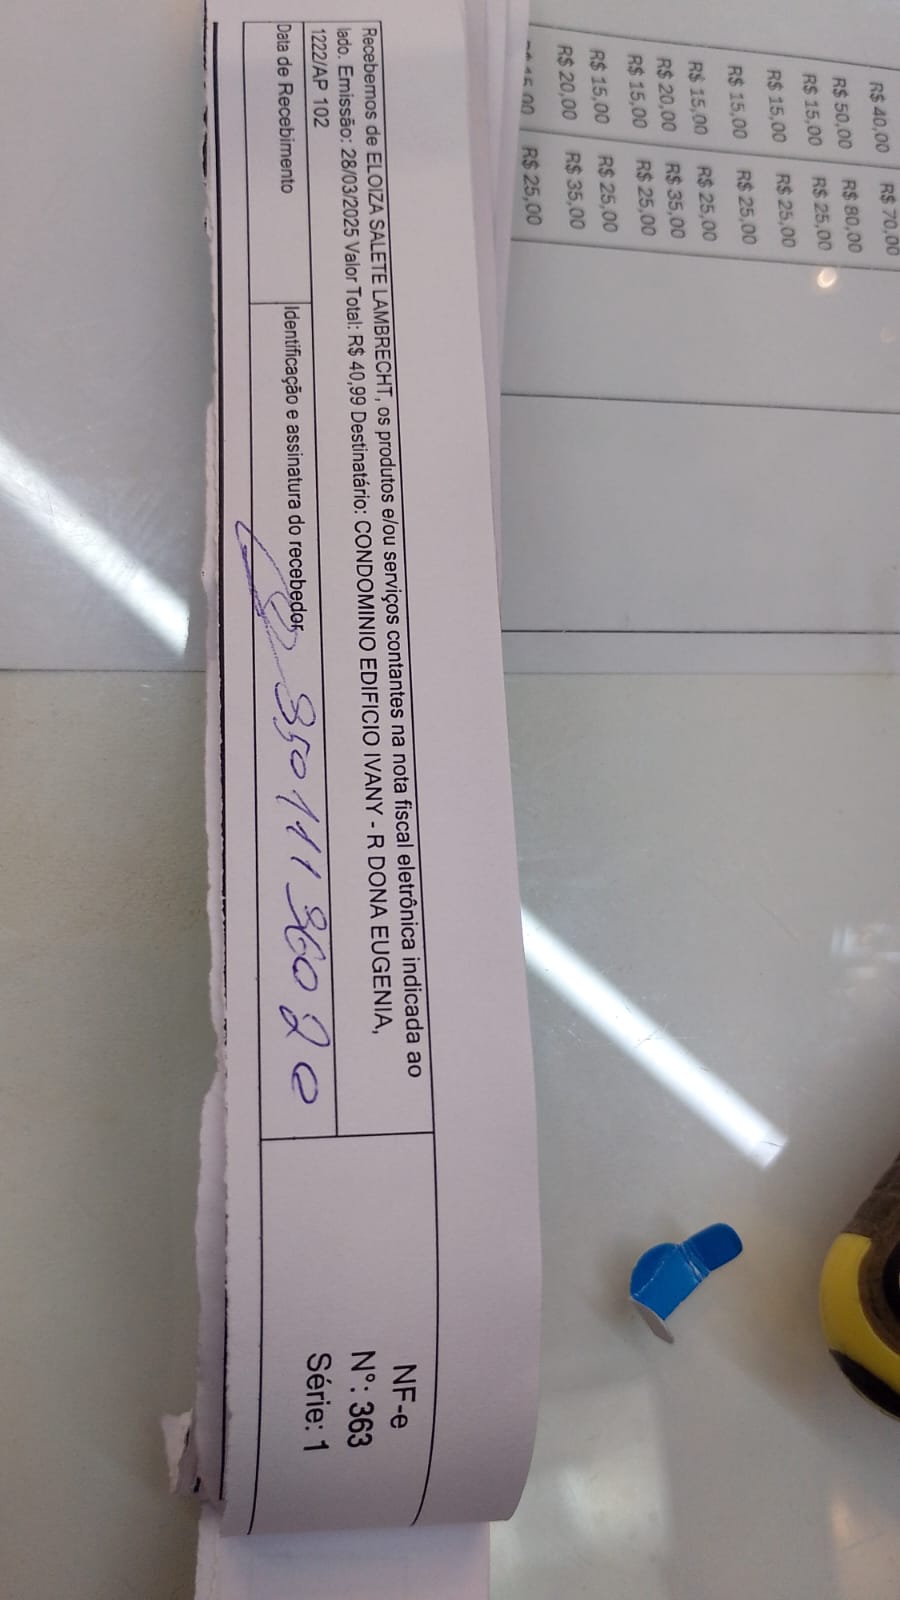 Recebemos de ELOIZA SALETE LAMBRECHT, os produtos e/ou serviços contantes na nota fiscal eletrônica indicada ao
lado. Emissão: 28/03/2025 Valor Total: R$ 40,99 Destinatário: CONDOMINIO EDIFICIO IVANY - R DONA EUGENIA,
1222/AP 102
Data de Recebimento
Identificação e assinatura do recebedor
NF-e
Nº: 363
Série: 1
R$ 40,00 R$ 70,00
R$ 50,00 R$ 80,00
R$ 15,00 R$ 25,00
R$ 15,00 R$ 25,00
R$ 15,00 R$ 25,00
R$ 15,00 R$ 25,00
R$ 20,00 R$ 35,00
R$ 15,00 R$ 25,00
R$ 15,00 R$ 25,00
R$ 20,00 R$ 35,00
R$ 25,00